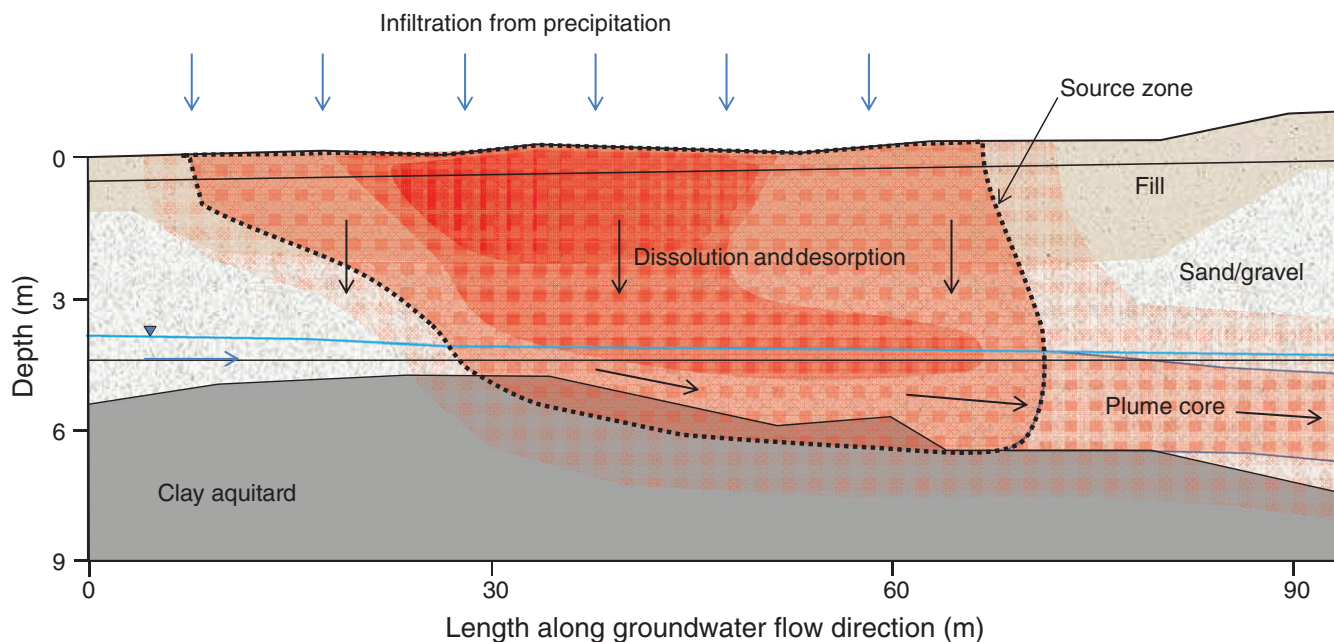 Infiltration from precipitation
Source zone
0
Fill
Dissolution and desorption
Sand/gravel
3
Depth (m)
Plume core
6
Clay aquitard
9
0
30
60
90
Length along groundwater flow direction (m)